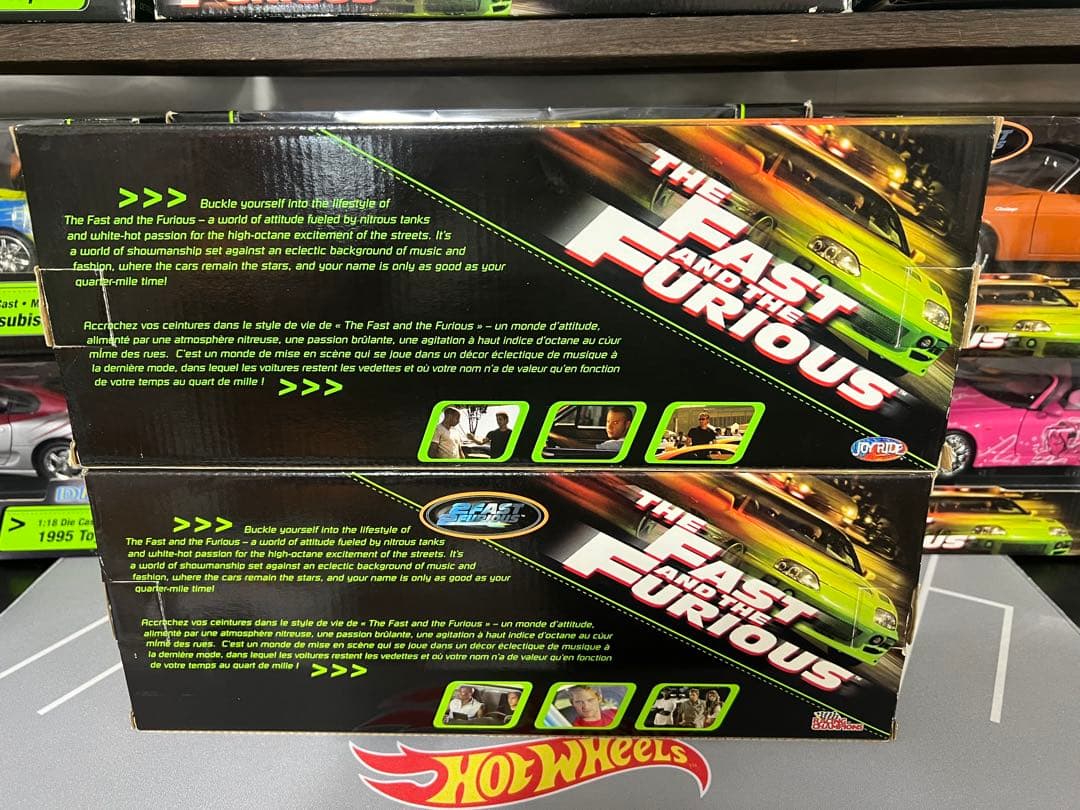 >>> Buckle yourself into the lifestyle of
The Fast and the Furious – a world of attitude fueled by nitrous tanks
and white-hot passion for the high-octane excitement of the streets. It's
a world of showmanship set against an eclectic background of music and
fashion, where the cars remain the stars, and your name is only as good as your
quarter-mile time!
Accrochez vos ceintures dans le style de vie de « The Fast and the Furious » – un monde d'attitude,
alimenté par une atmosphère nitreuse, une passion brûlante, une agitation à haut indice d'octane au cúur
mîme des rues. C'est un monde de mise en scène qui se joue dans un décor éclectique de musique à
la dernière mode, dans lequel les voitures restent les vedettes et où votre nom n'a de valeur qu'en fonction
de votre temps au quart de mille ! >>>
THE
FAST
AND THE
FURIOUS™
JOYRIDE
>>> Buckle yourself into the lifestyle of
The Fast and the Furious – a world of attitude fueled by nitrous tanks
and white-hot passion for the high-octane excitement of the streets. It's
a world of showmanship set against an eclectic background of music and
fashion, where the cars remain the stars, and your name is only as good as your
quarter-mile time!
Accrochez vos ceintures dans le style de vie de « The Fast and the Furious » – un monde d'attitude,
alimenté par une atmosphère nitreuse, une passion brûlante, une agitation à haut indice d'octane au cúur
mîme des rues. C'est un monde de mise en scène qui se joue dans un décor éclectique de musique à
la dernière mode, dans lequel les voitures restent les vedettes et où votre nom n'a de valeur qu'en fonction
de votre temps au quart de mille ! >>>
2 FAST
2 FURIOUS
THE
FAST
AND THE
FURIOUS™
RACING
CHAMPIONS
> 1:18 Die Ca
1995 To
HOT WHEELS